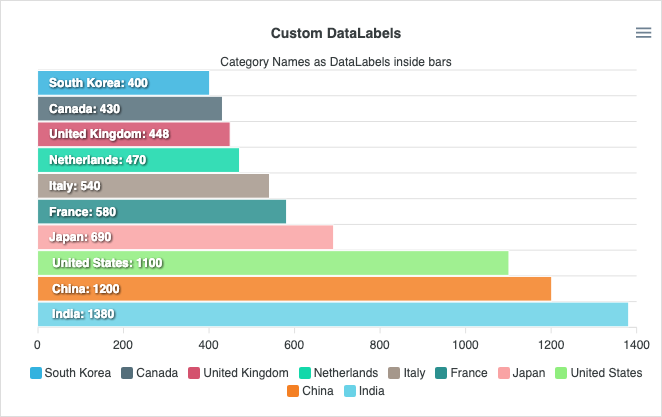 Custom DataLabels
Category Names as DataLabels inside bars
South Korea: 400
Canada: 430
United Kingdom: 448
Netherlands: 470
Italy: 540
France: 580
Japan: 690
United States: 1100
China: 1200
India: 1380
0 200 400 600 800 1000 1200 1400
South Korea Canada United Kingdom Netherlands Italy France Japan United States
China India